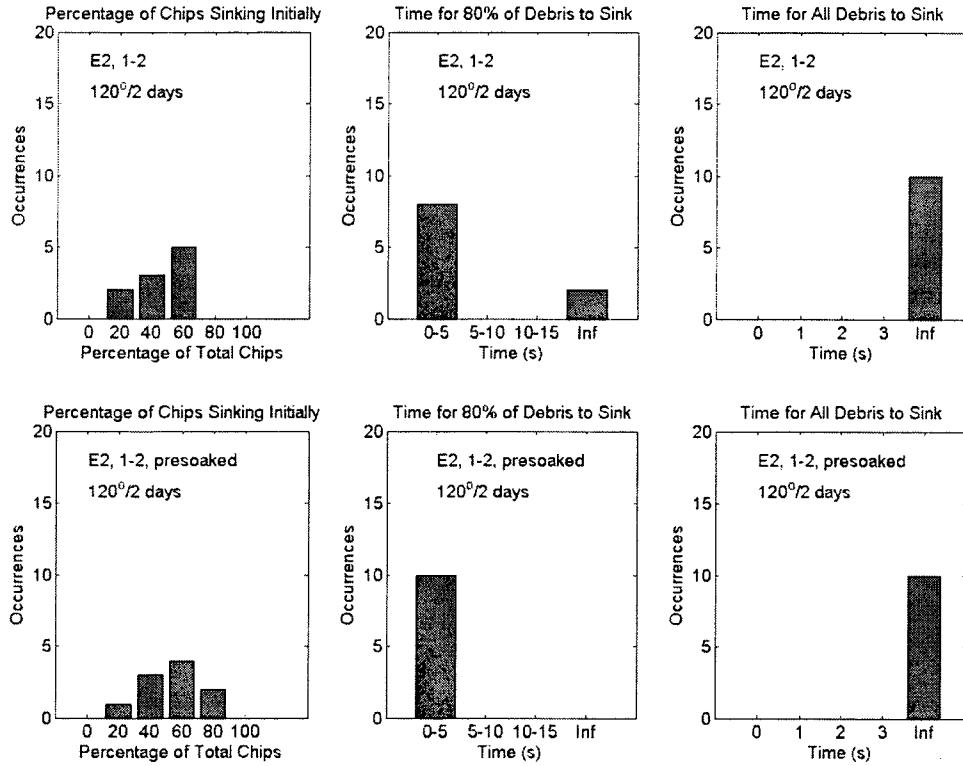 Percentage of Chips Sinking Initially
20
15
10
5
0
Occurrences
E2, 1-2
120⁰/2 days
0 20 40 60 80 100
Percentage of Total Chips
Time for 80% of Debris to Sink
20
15
10
5
0
Occurrences
E2, 1-2
120⁰/2 days
0-5 5-10 10-15 Inf
Time (s)
Time for All Debris to Sink
20
15
10
5
0
Occurrences
E2, 1-2
120⁰/2 days
0 1 2 3 Inf
Time (s)
Percentage of Chips Sinking Initially
20
15
10
5
0
Occurrences
E2, 1-2, presoaked
120⁰/2 days
0 20 40 60 80 100
Percentage of Total Chips
Time for 80% of Debris to Sink
20
15
10
5
0
Occurrences
E2, 1-2, presoaked
120⁰/2 days
0-5 5-10 10-15 Inf
Time (s)
Time for All Debris to Sink
20
15
10
5
0
Occurrences
E2, 1-2, presoaked
120⁰/2 days
0 1 2 3 Inf
Time (s)